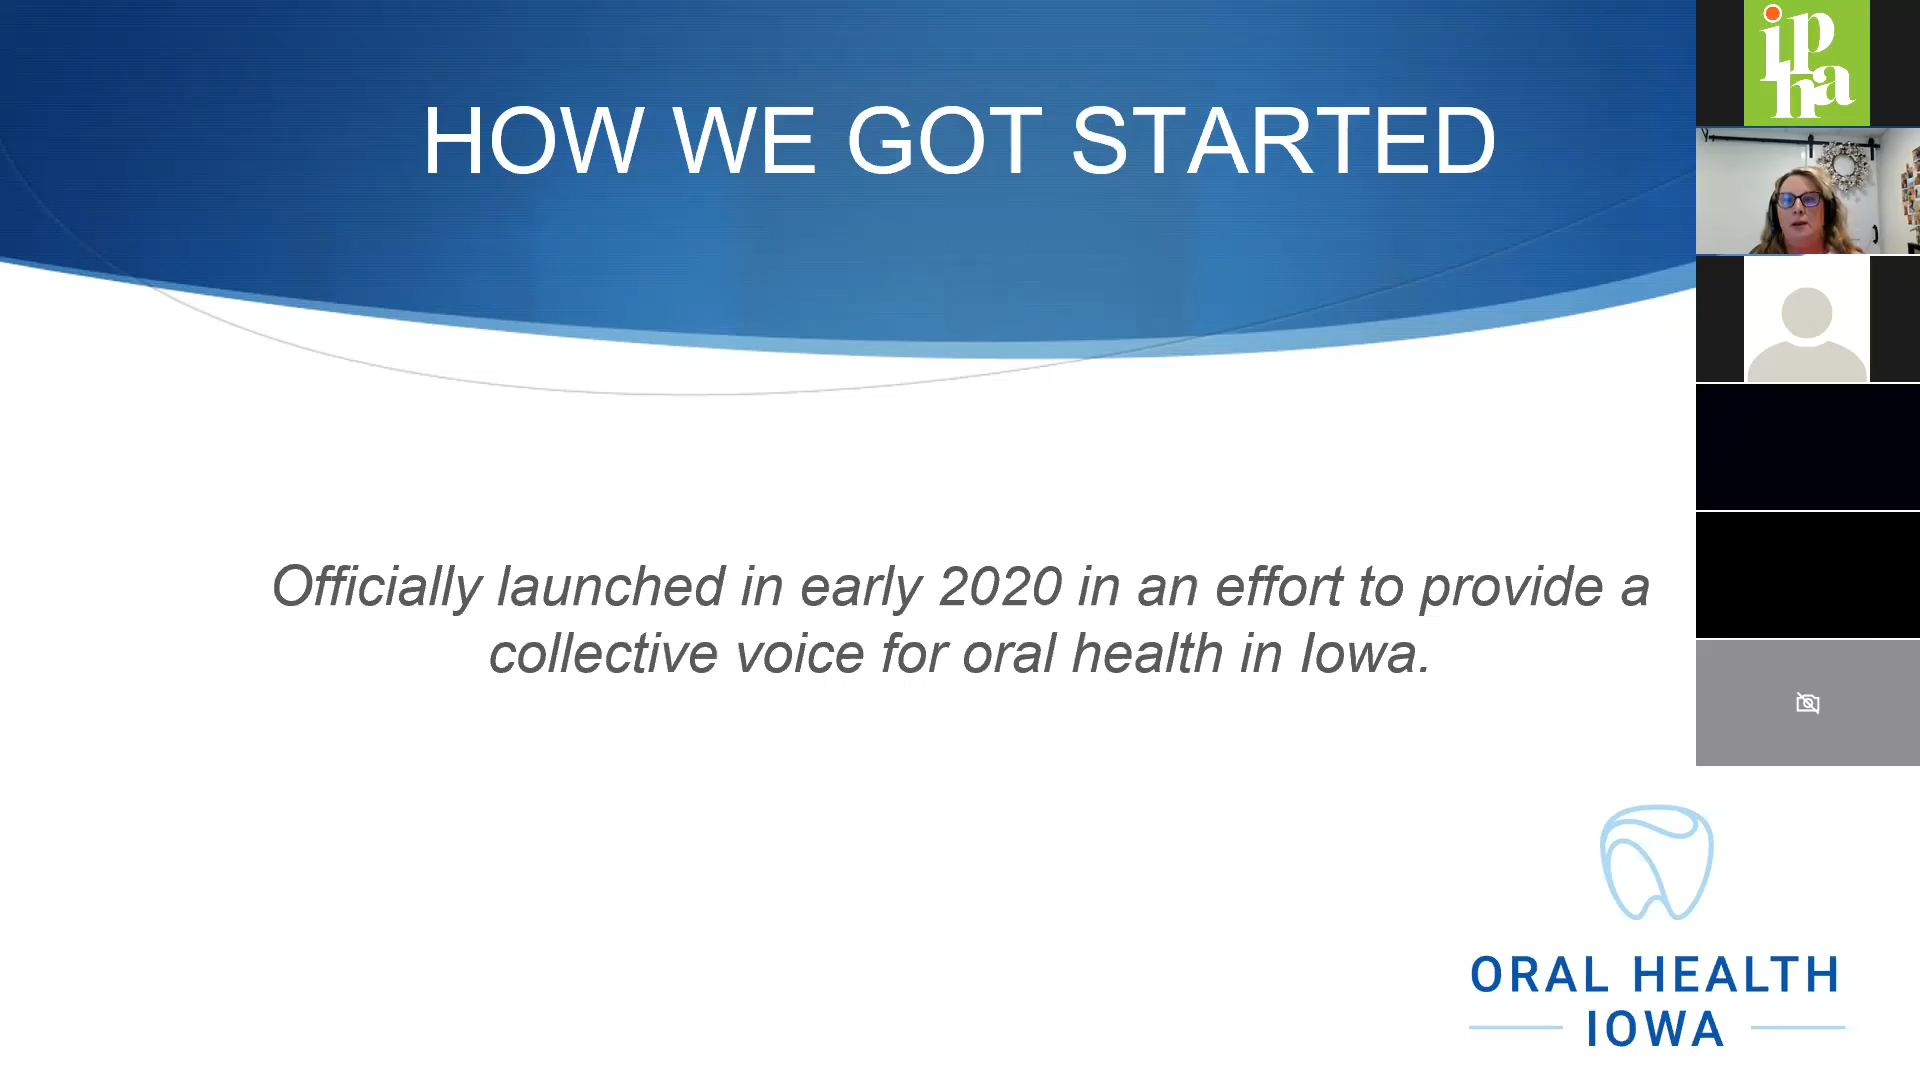 HOW WE GOT STARTED
ipha
Officially launched in early 2020 in an effort to provide a
collective voice for oral health in Iowa.
ORAL HEALTH
IOWA